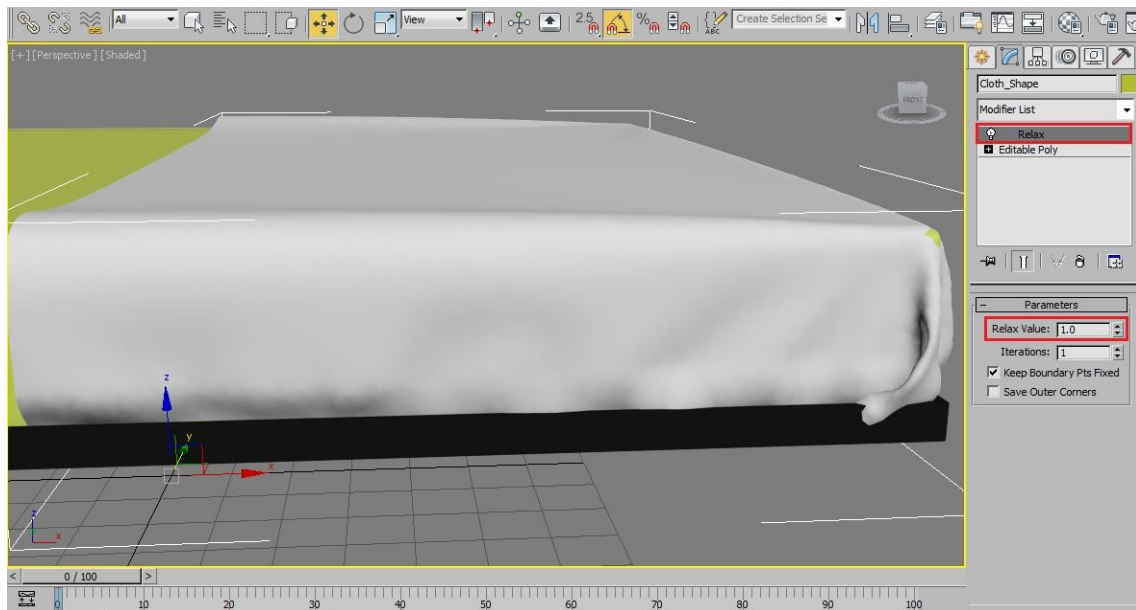 All
View
2.5
%
ABC
Create Selection Se
[+][Perspective][Shaded]
FRONT
z
y
x
z
x
Cloth_Shape
Modifier List
Relax
Editable Poly
Parameters
Relax Value: 1.0
Iterations: 1
Keep Boundary Pts Fixed
Save Outer Corners
< 0 / 100 >
0 10 20 30 40 50 60 70 80 90 100